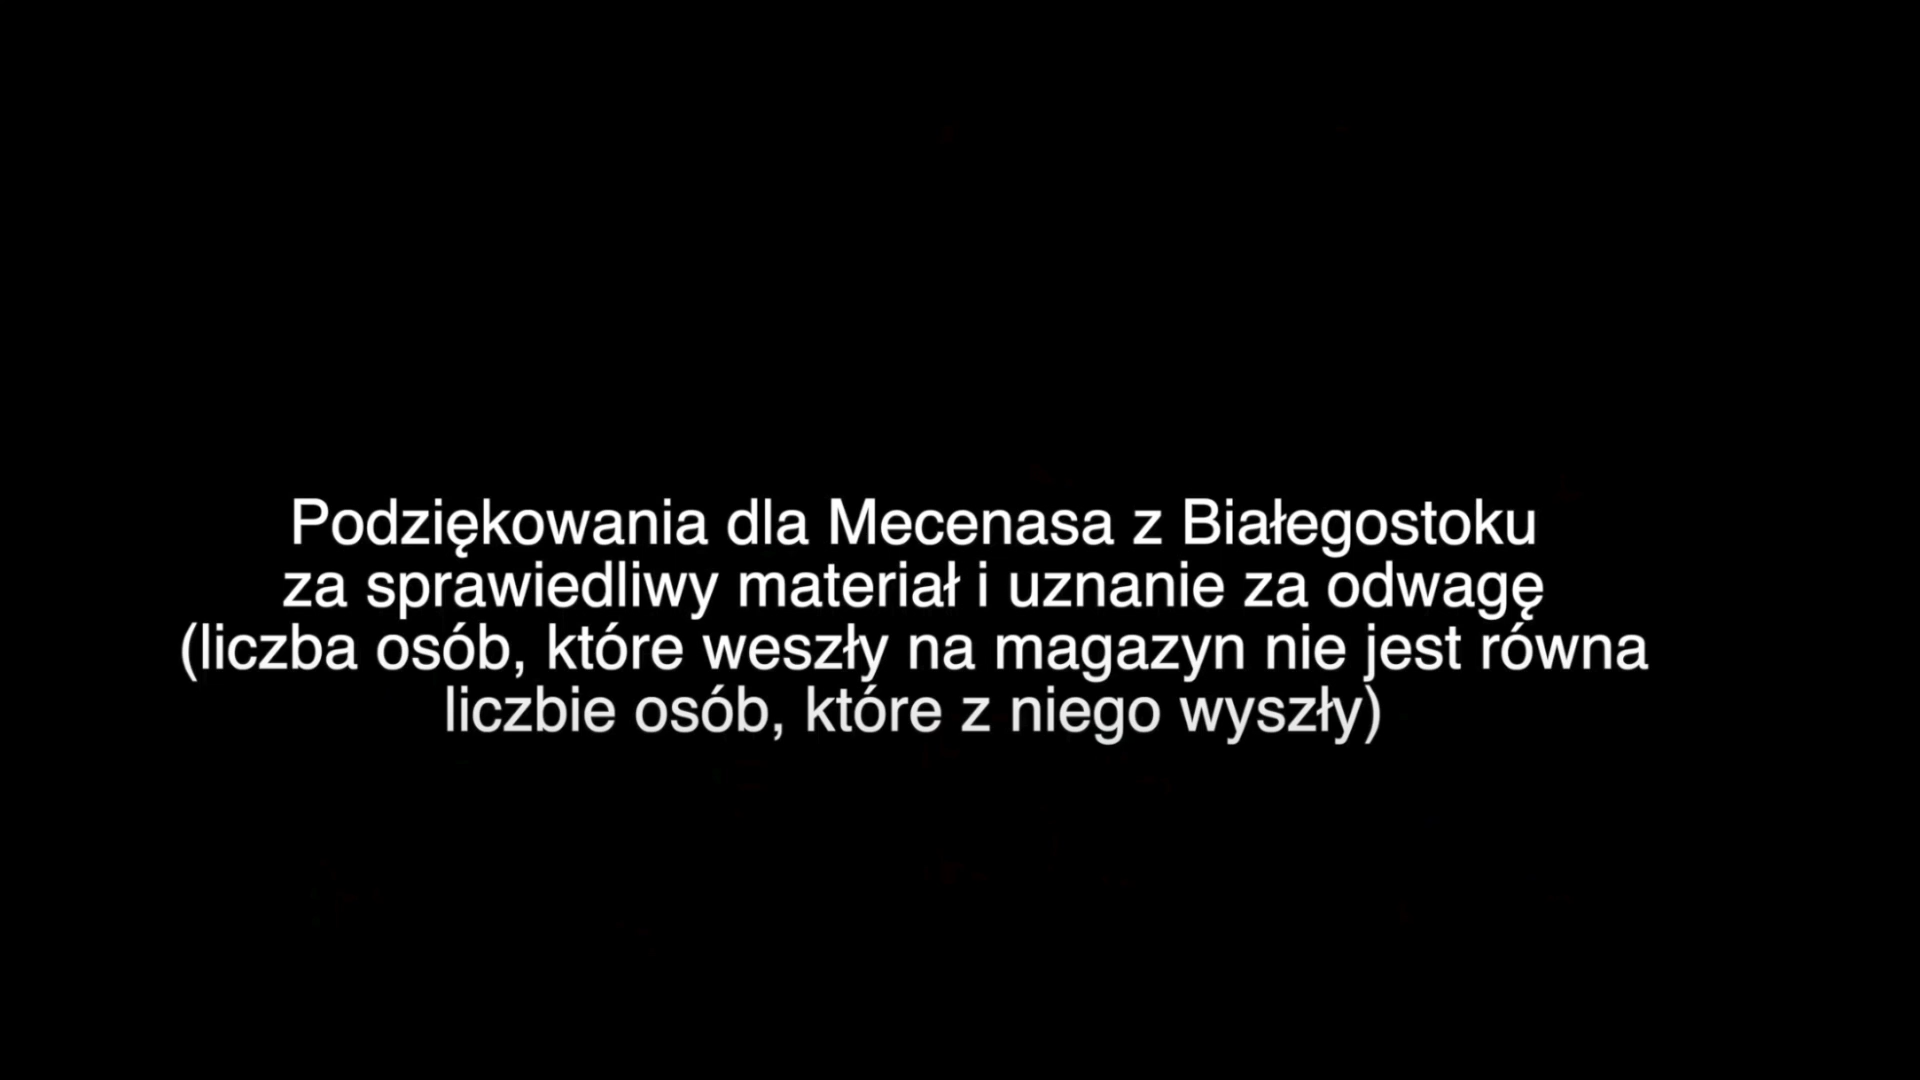 Podziękowania dla Mecenasa z Białegostoku
za sprawiedliwy materiał i uznanie za odwagę
(liczba osób, które weszły na magazyn nie jest równa
liczbie osób, które z niego wyszły)